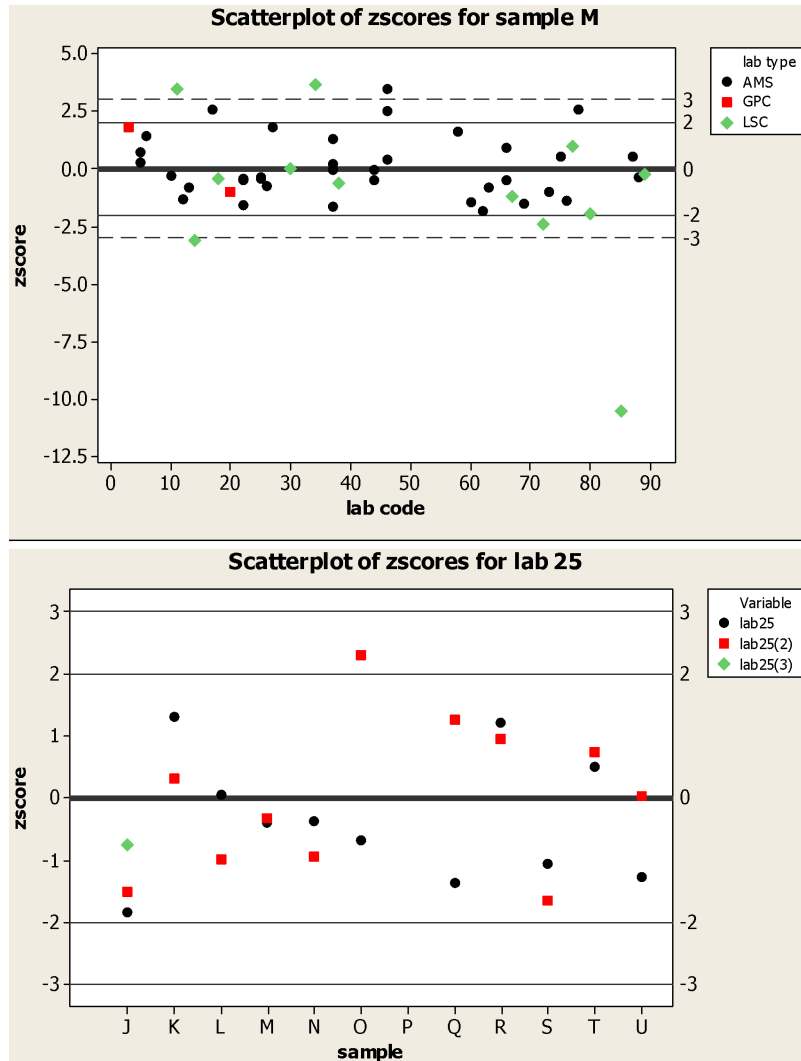 Scatterplot of zscores for sample M
5.0
2.5
0.0
-2.5
-5.0
-7.5
-10.0
-12.5
zscore
3
2
0
-2
-3
0 10 20 30 40 50 60 70 80 90
lab code
lab type
AMS
GPC
LSC
Scatterplot of zscores for lab 25
3
2
1
0
-1
-2
-3
zscore
3
2
0
-2
-3
J K L M N O P Q R S T U
sample
Variable
lab25
lab25(2)
lab25(3)